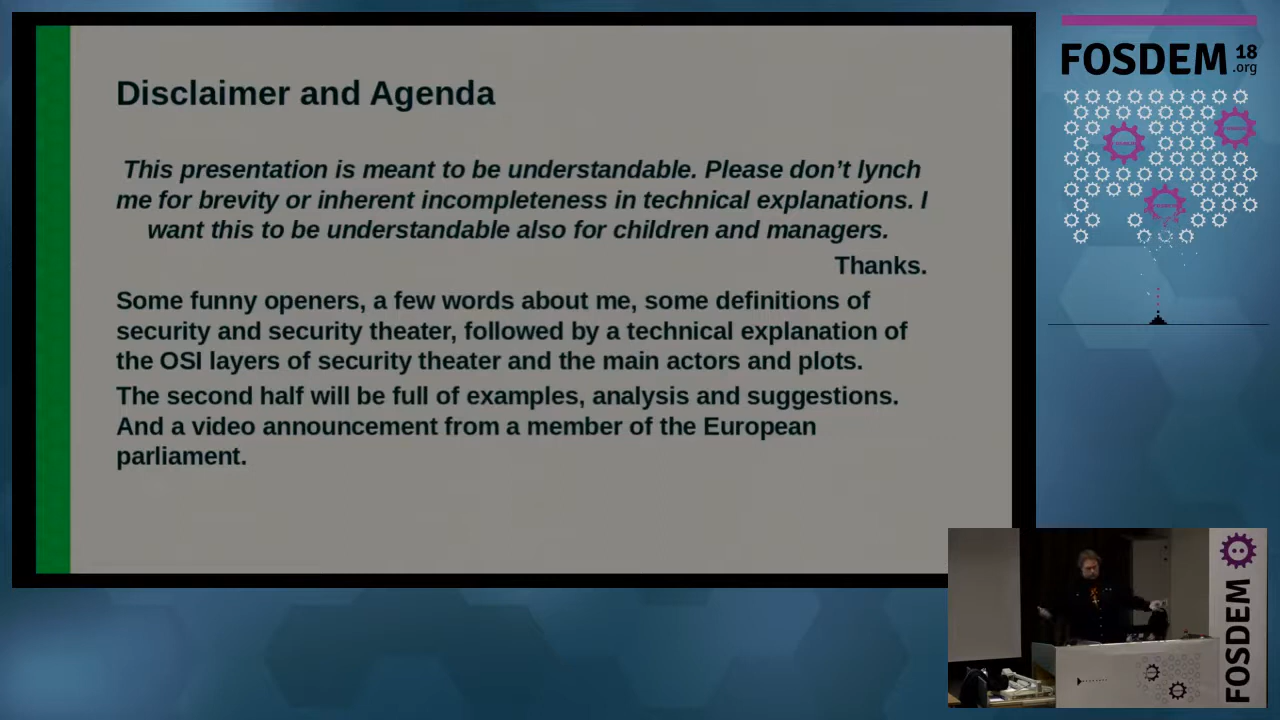 Disclaimer and Agenda
This presentation is meant to be understandable. Please don’t lynch
me for brevity or inherent incompleteness in technical explanations. I
want this to be understandable also for children and managers.
Thanks.
Some funny openers, a few words about me, some definitions of
security and security theater, followed by a technical explanation of
the OSI layers of security theater and the main actors and plots.
The second half will be full of examples, analysis and suggestions.
And a video announcement from a member of the European
parliament.
FOSDEM 18
.org
FOSDEM